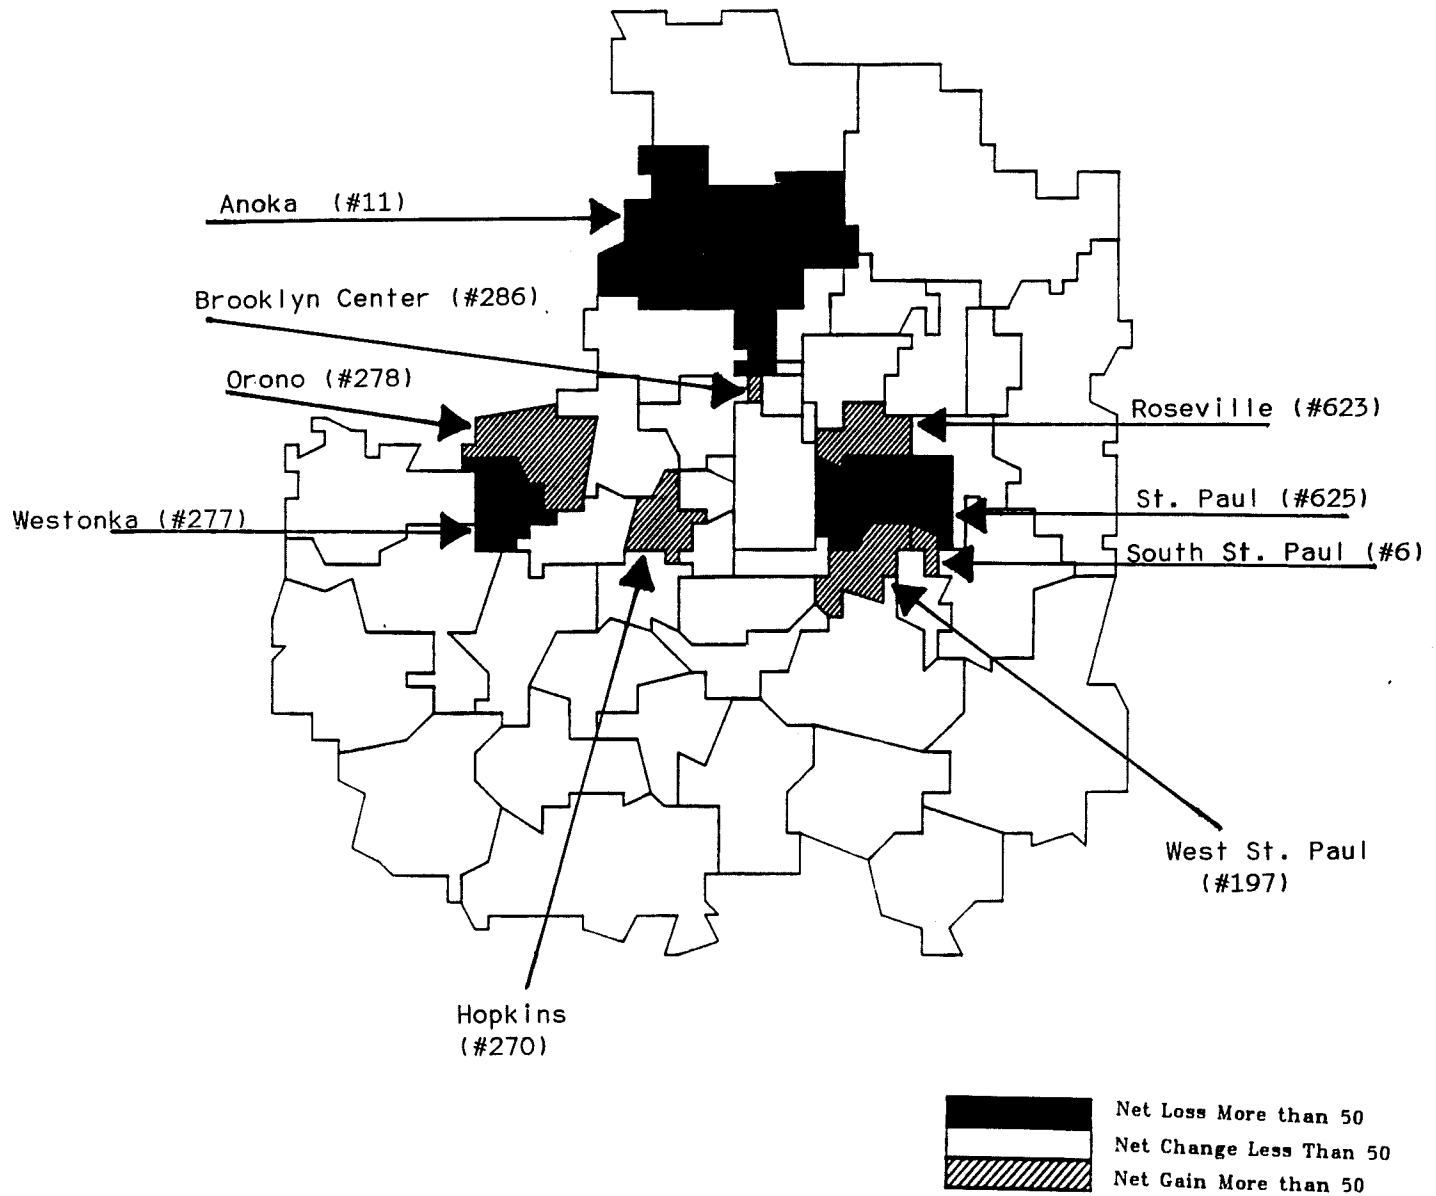 Anoka (#11)
Brooklyn Center (#286)
Orono (#278)
Roseville (#623)
St. Paul (#625)
Westonka (#277)
South St. Paul (#6)
West St. Paul
(#197)
Hopkins
(#270)
Net Loss More than 50
Net Change Less Than 50
Net Gain More than 50